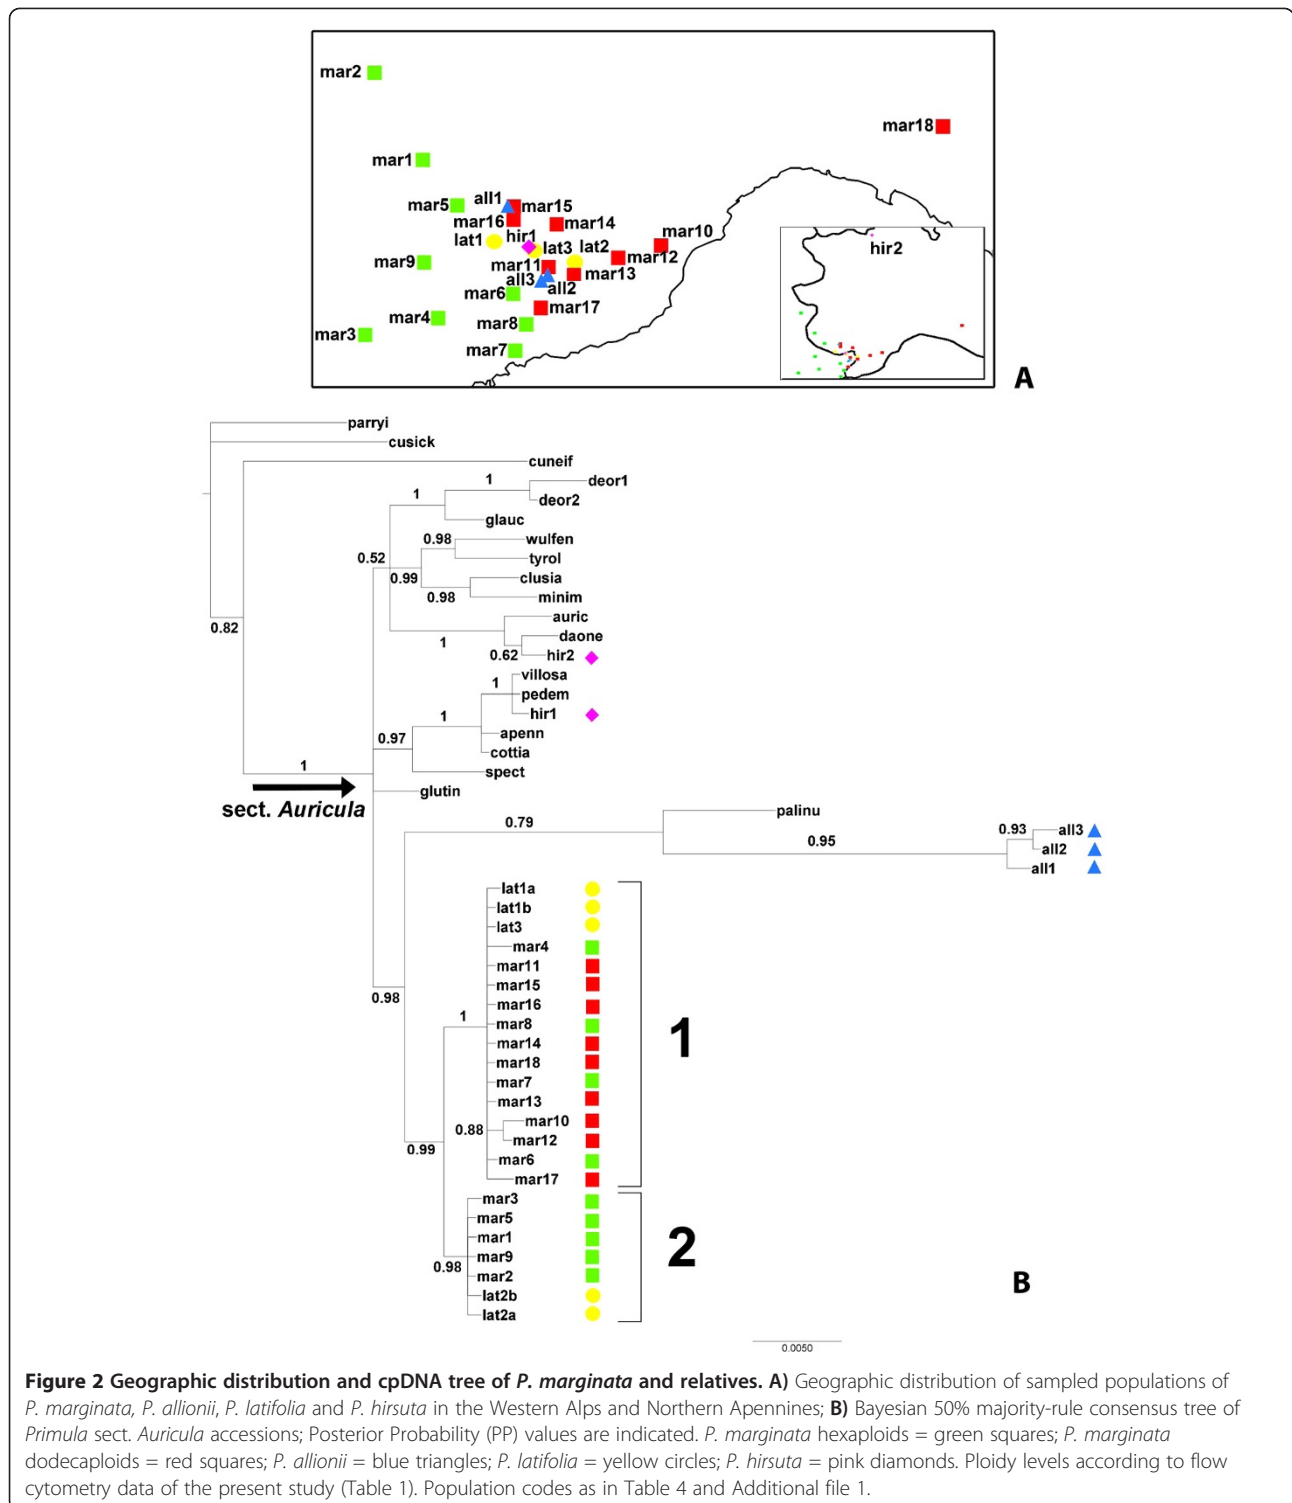 mar2
mar18
mar1
mar5
all1
mar15
mar16
mar14
lat1
hir1
lat3
lat2
mar10
mar12
mar9
mar11
mar13
all3
all2
mar6
mar17
mar4
mar8
mar3
mar7
hir2
A
parryi
cusick
cuneif
1
deor1
1
deor2
glauc
0.98
wufen
0.52
tyrol
0.99
clusia
0.98
minim
auric
0.82
1
daone
0.62
hir2
villosa
1
pedem
1
hir1
apenn
0.97
cottia
1
spect
glutin
sect. Auricula
palinu
0.79
0.93
all3
0.95
all2
all1
lat1a
lat1b
lat3
mar4
mar11
mar15
0.98
mar16
1
mar8
1
mar14
mar18
mar7
mar13
mar10
0.88
mar12
0.99
mar6
mar17
mar3
mar5
mar1
2
mar9
0.98
mar2
B
lat2b
lat2a
0.0050
Figure 2 Geographic distribution and cpDNA tree of P. marginata and relatives. A) Geographic distribution of sampled populations of
P. marginata, P. allionii, P. latifolia and P. hirsuta in the Western Alps and Northern Apennines; B) Bayesian 50% majority-rule consensus tree of
Primula sect. Auricula accessions; Posterior Probability (PP) values are indicated. P. marginata hexaploids = green squares; P. marginata
dodecaploids = red squares; P. allionii = blue triangles; P. latifolia = yellow circles; P. hirsuta = pink diamonds. Ploidy levels according to flow
cytometry data of the present study (Table 1). Population codes as in Table 4 and Additional file 1.